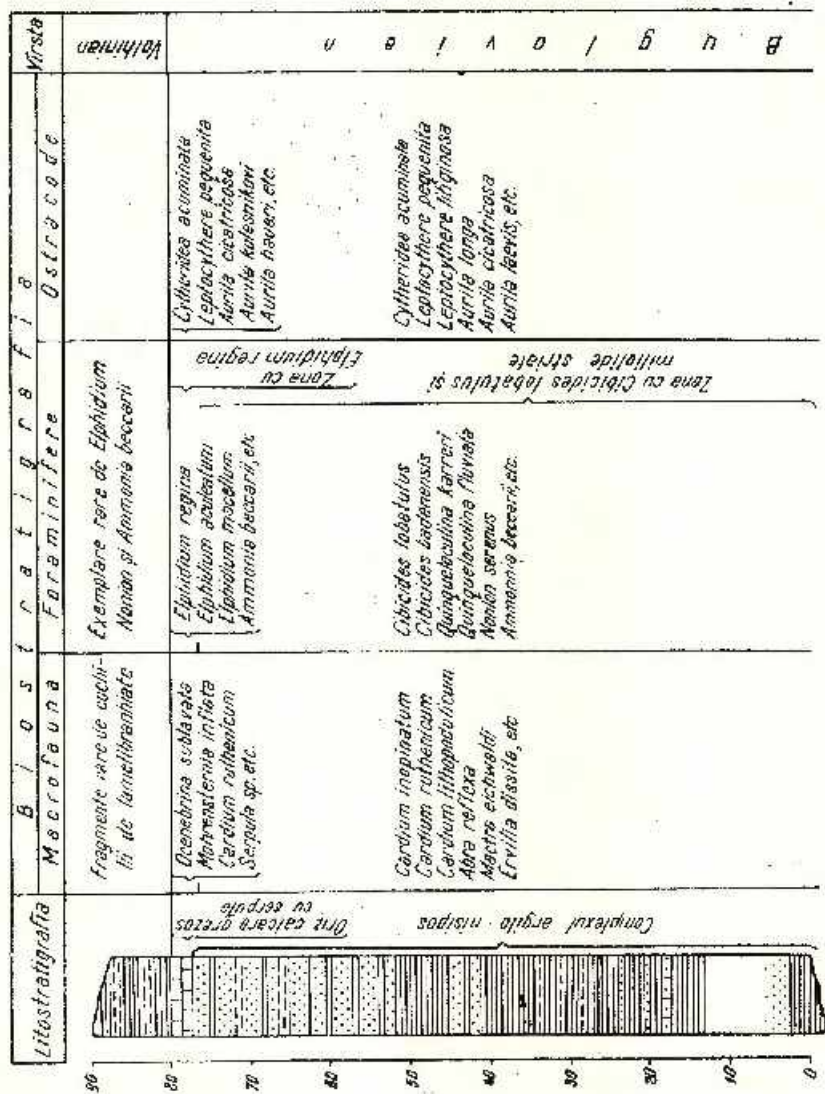 Litostratigrafia
Biostratigrafia
Vîrsta
Macrofauna
Foraminifere
Ostracode
Fragmente rare de cochi-
lii de lamelibranhiate
Exemplare rare de Elphidium
Nonion și Ammonia beccarii
Volhinian
Oriz. calcaro grezos
cu serpule
Ocenebrina sublavata
Mohrensternia inflata
Cardium ruthenicum
Serpula sp. etc.
Elphidium regina
Elphidium aculeatum
Elphidium macellum
Ammonia beccarii, etc
Zona cu
Elphidium regina
Cytheridea acuminata
Leptocythere pequenita
Aurila cicatricosa
Aurila kolesnikovi
Aurila haueri, etc.
Complexul argilo-nisipos
Cardium inopinatum
Cardium ruthenicum
Cardium lithopodolicum
Abra reflexa
Mactra eichwaldi
Ervilia dissita, etc
Cibicides lobatulus
Cibicides badenensis
Quinqueloculina karreri
Quinqueloculina fluviata
Nonion serenus
Ammonia beccarii, etc.
Zona cu Cibicides lobatulus și
miliolide striate
Cytheridea acuminata
Leptocythere pequenita
Leptocythere
Aurila longa
Aurila cicatricosa
Aurila laevis, etc.
Buglovien
90
80
70
60
50
40
30
20
10
0